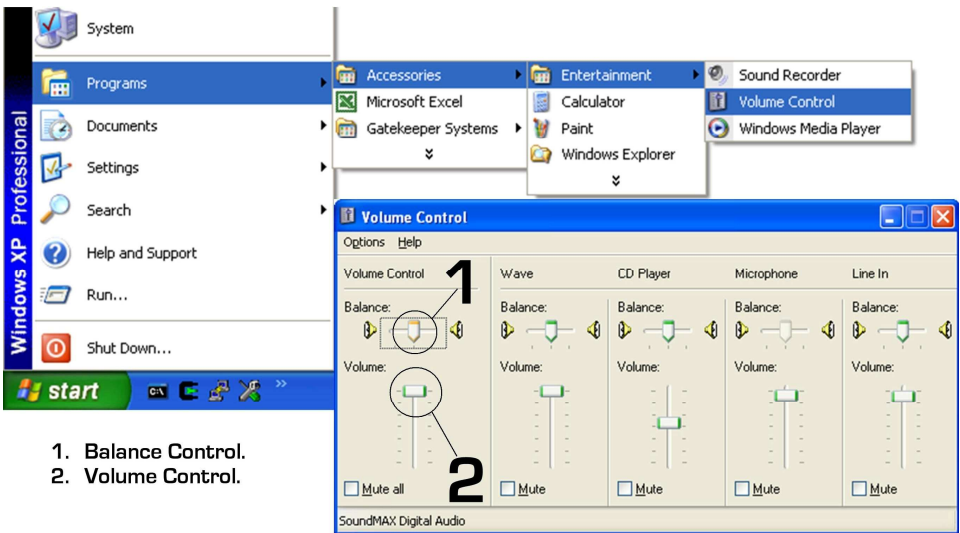 System
Programs
Documents
Settings
Search
Help and Support
Run...
Shut Down...
Windows XP Professional
start
C:\
»
Accessories
Microsoft Excel
Gatekeeper Systems
Entertainment
Calculator
Paint
Windows Explorer
Sound Recorder
Volume Control
Windows Media Player
Volume Control
Options Help
Volume Control Wave CD Player Microphone Line In
1
Balance: Balance: Balance: Balance: Balance:
Volume: Volume: Volume: Volume: Volume:
2
Mute all Mute Mute Mute Mute
SoundMAX Digital Audio
1. Balance Control.
2. Volume Control.